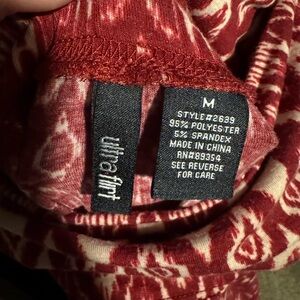 ultra flirt
M
STYLE#2639
95% POLYESTER
5% SPANDEX
MADE IN CHINA
RN#89354
SEE REVERSE
FOR CARE